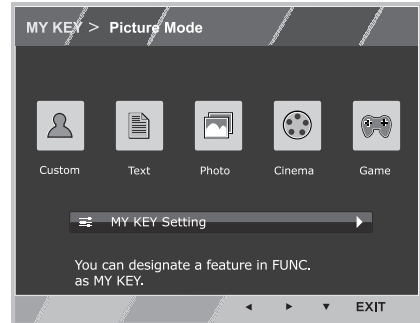 MY KEY > Picture Mode
Custom Text Photo Cinema Game
MY KEY Setting
You can designate a feature in FUNC.
as MY KEY.
EXIT